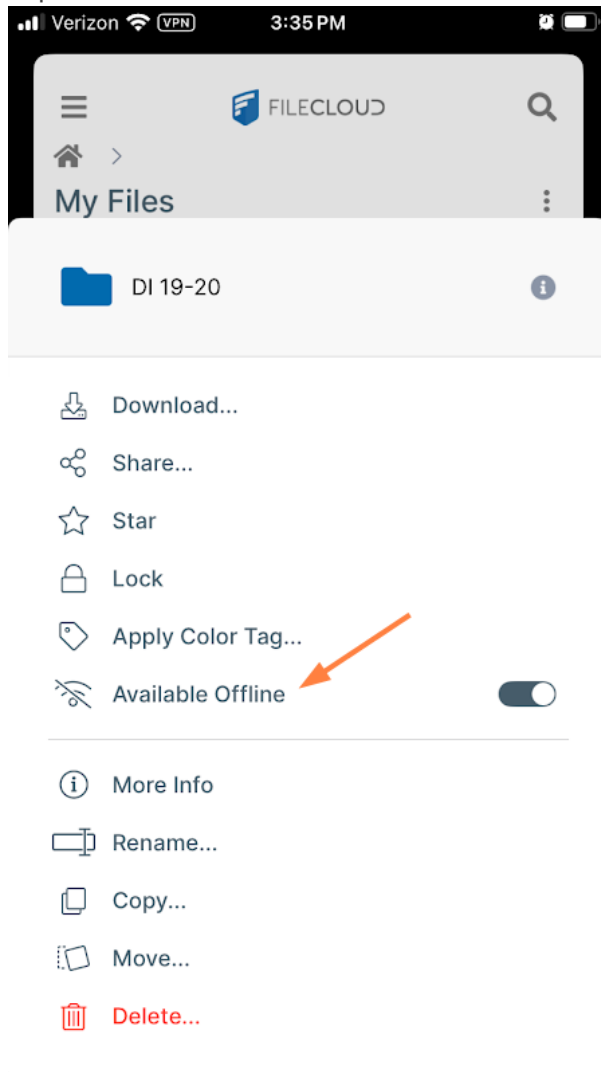 Verizon VPN 3:35 PM
FILECLOUD
My Files
DI 19-20
Download...
Share...
Star
Lock
Apply Color Tag...
Available Offline
More Info
Rename...
Copy...
Move...
Delete...